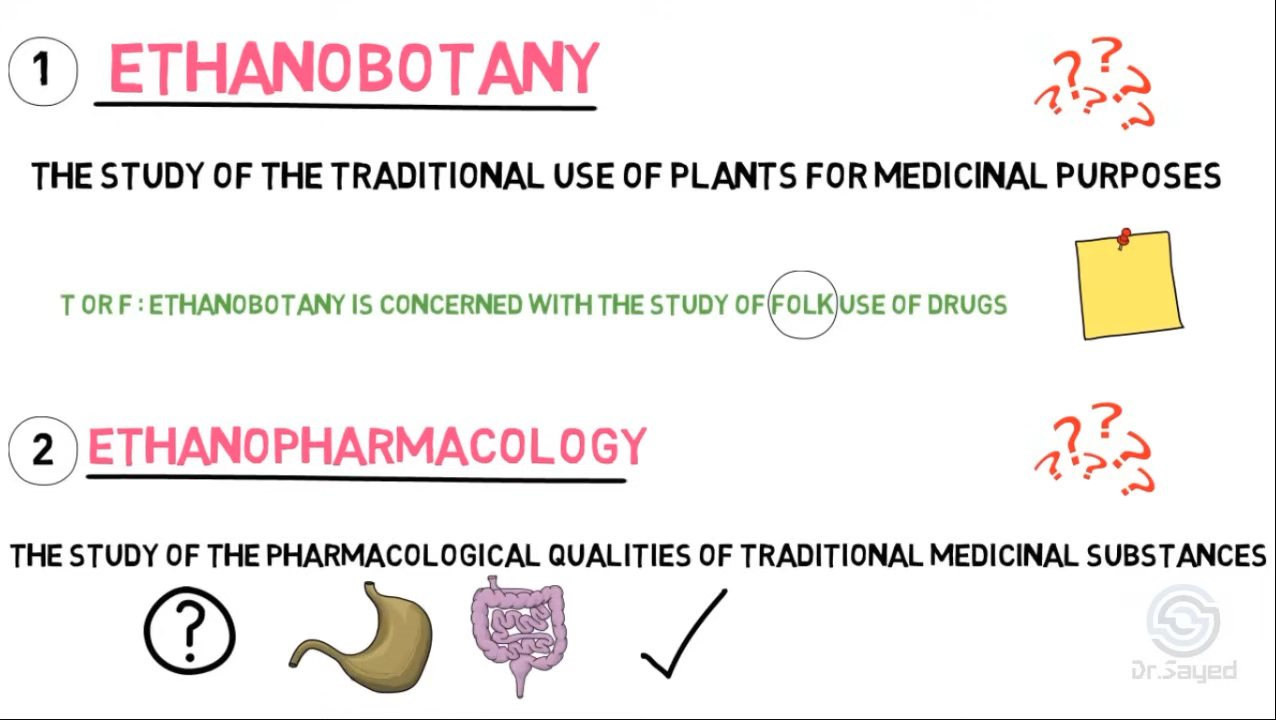 1 ETHANOBOTANY
THE STUDY OF THE TRADITIONAL USE OF PLANTS FOR MEDICINAL PURPOSES
T OR F : ETHANOBOTANY IS CONCERNED WITH THE STUDY OF FOLK USE OF DRUGS
2 ETHANOPHARMACOLOGY
THE STUDY OF THE PHARMACOLOGICAL QUALITIES OF TRADITIONAL MEDICINAL SUBSTANCES
Dr.Sayed